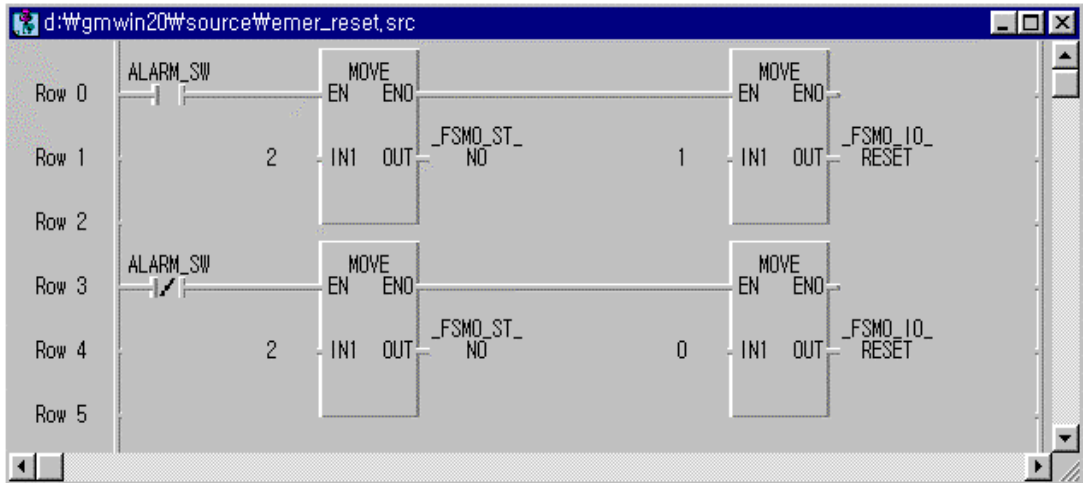 d:₩gmwin20₩source₩emer_reset,src
ALARM_SW MOVE MOVE
Row 0 EN ENO EN ENO
_FSM0_ST_ _FSM0_IO_
Row 1 2 IN1 OUT NO 1 IN1 OUT RESET
Row 2
ALARM_SW MOVE MOVE
Row 3 EN ENO EN ENO
_FSM0_ST_ _FSM0_IO_
Row 4 2 IN1 OUT NO 0 IN1 OUT RESET
Row 5